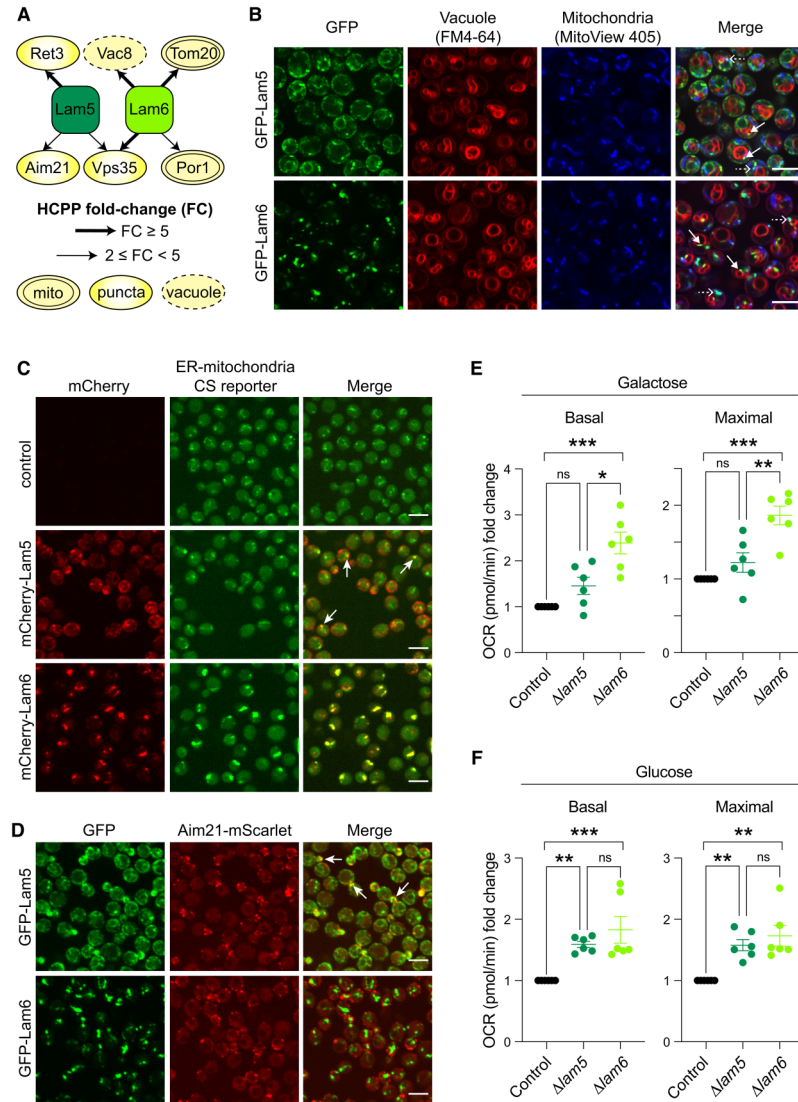 A
Ret3
Vac8
Tom20
Lam5
Lam6
Aim21
Vps35
Por1
HCPP fold-change (FC)
FC ≥ 5
2 ≤ FC < 5
mito
puncta
vacuole
B
GFP
Vacuole
(FM4-64)
Mitochondria
(MitoView 405)
Merge
GFP-Lam5
GFP-Lam6
C
mCherry
ER-mitochondria
CS reporter
Merge
control
mCherry-Lam5
mCherry-Lam6
D
GFP
Aim21-mScarlet
Merge
GFP-Lam5
GFP-Lam6
E
Galactose
Basal
Maximal
***
ns
*
***
ns
**
OCR (pmol/min) fold change
4
3
2
1
0
2
1
0
Control
Δlam5
Δlam6
Control
Δlam5
Δlam6
F
Glucose
Basal
Maximal
***
**
ns
**
**
ns
OCR (pmol/min) fold change
3
2
1
0
3
2
1
0
Control
Δlam5
Δlam6
Control
Δlam5
Δlam6